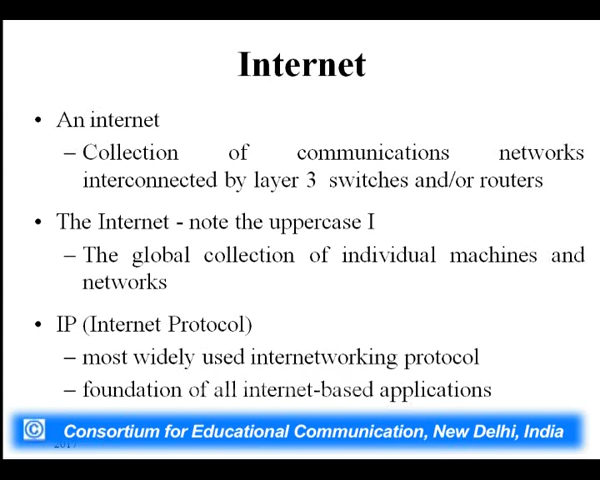 Internet
• An internet
– Collection of communications networks
interconnected by layer 3 switches and/or routers
• The Internet - note the uppercase I
– The global collection of individual machines and
networks
• IP (Internet Protocol)
– most widely used internetworking protocol
– foundation of all internet-based applications
© Consortium for Educational Communication, New Delhi, India